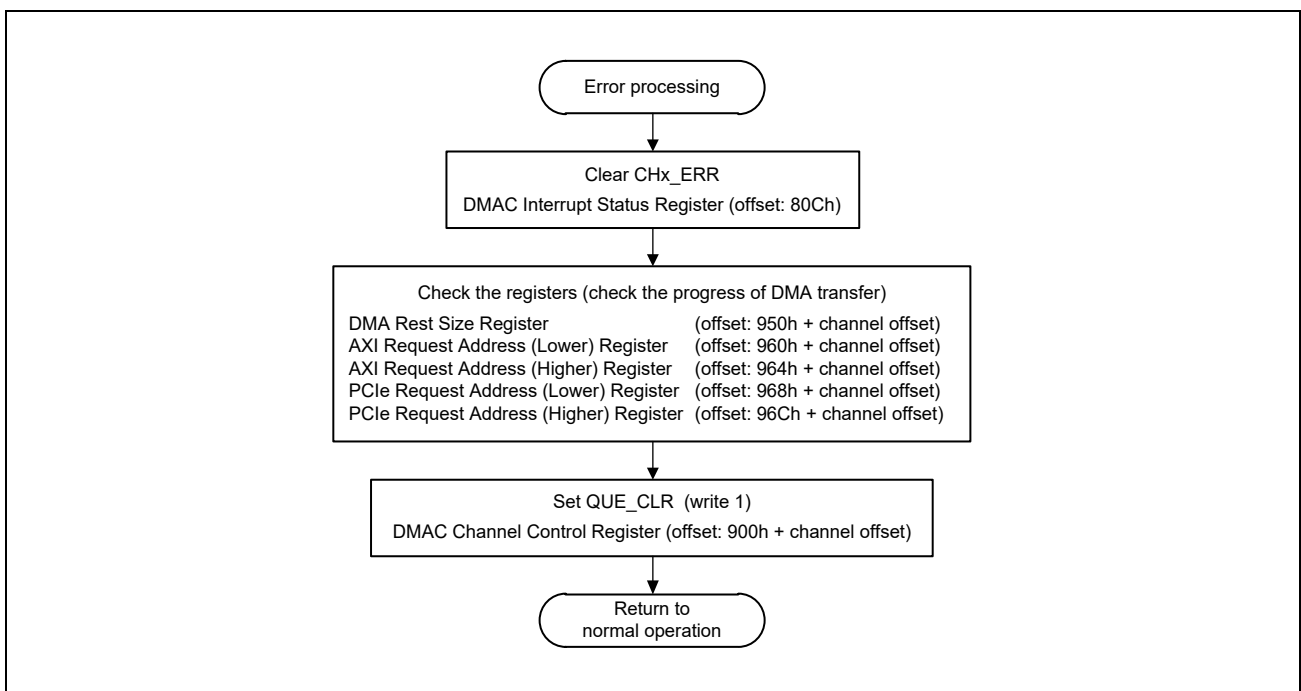 Error processing
Clear CHx_ERR
DMAC Interrupt Status Register (offset: 80Ch)
Check the registers (check the progress of DMA transfer)
DMA Rest Size Register (offset: 950h + channel offset)
AXI Request Address (Lower) Register (offset: 960h + channel offset)
AXI Request Address (Higher) Register (offset: 964h + channel offset)
PCIe Request Address (Lower) Register (offset: 968h + channel offset)
PCIe Request Address (Higher) Register (offset: 96Ch + channel offset)
Set QUE_CLR (write 1)
DMAC Channel Control Register (offset: 900h + channel offset)
Return to
normal operation